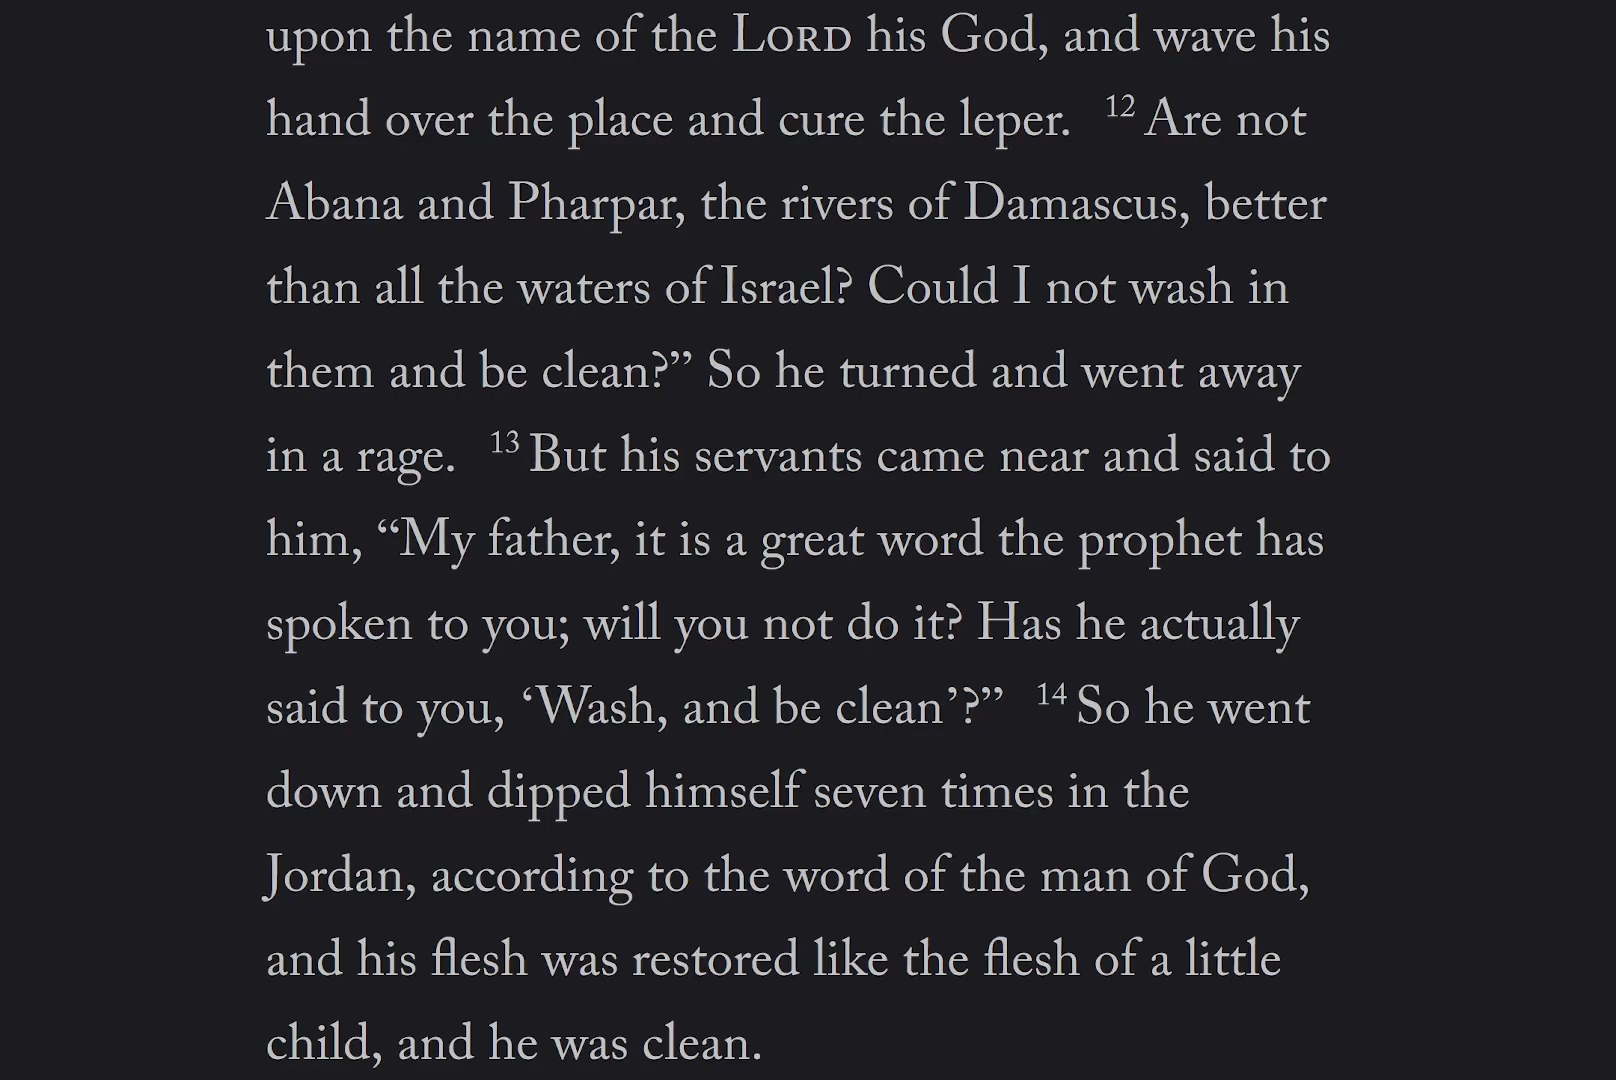 upon the name of the LORD his God, and wave his
hand over the place and cure the leper. 12 Are not
Abana and Pharpar, the rivers of Damascus, better
than all the waters of Israel? Could I not wash in
them and be clean?” So he turned and went away
in a rage. 13 But his servants came near and said to
him, “My father, it is a great word the prophet has
spoken to you; will you not do it? Has he actually
said to you, ‘Wash, and be clean’?” 14 So he went
down and dipped himself seven times in the
Jordan, according to the word of the man of God,
and his flesh was restored like the flesh of a little
child, and he was clean.